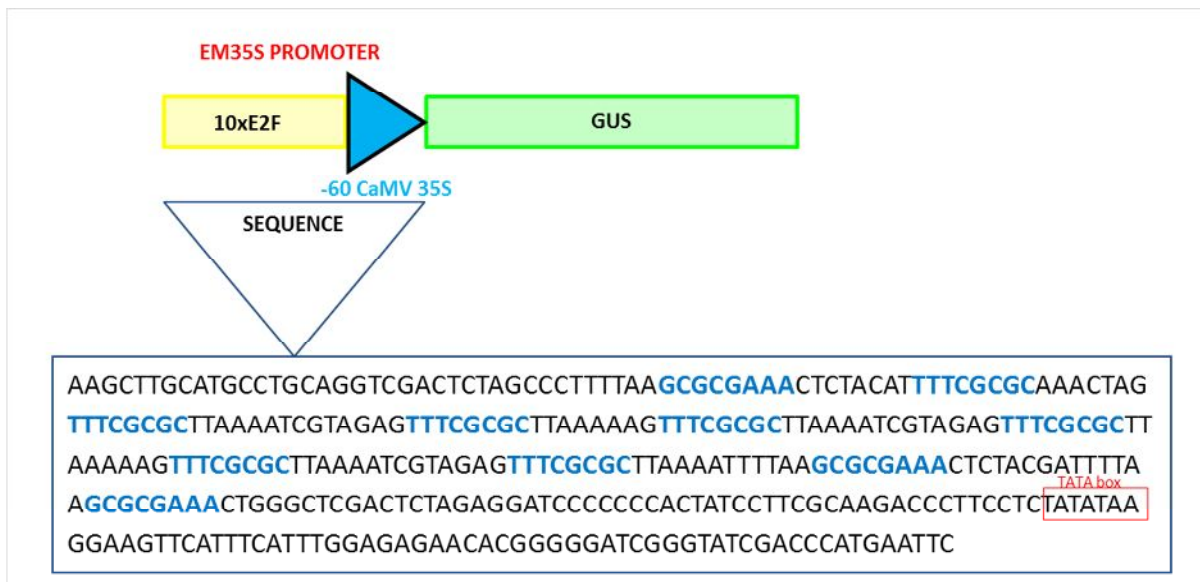 EM35S PROMOTER
10xE2F
GUS
-60 CaMV 35S
SEQUENCE
AAGCTTGCATGCCTGCAGGTCGACTCTAGCCCTTTTAAGCGCGAAACTCTACATTTTCGCGCAAACTAG
TTTCGCGCTTAAAATCGTAGAGTTTCGCGCTTAAAAAGTTTCGCGCTTAAAATCGTAGAGTTTCGCGCTT
AAAAAGTTTCGCGCTTAAAATCGTAGAGTTTCGCGCTTAAAATTTTAAGCGCGAAACTCTACGATTTTA
TATA box
AGCGCGAAACTGGGCTCGACTCTAGAGGATCCCCCCCACTATCCTTCGCAAGACCCTTCCTCTATATAA
GGAAGTTCATTTCATTTGGAGAGAACACGGGGGATCGGGTATCGACCCATGAATTC